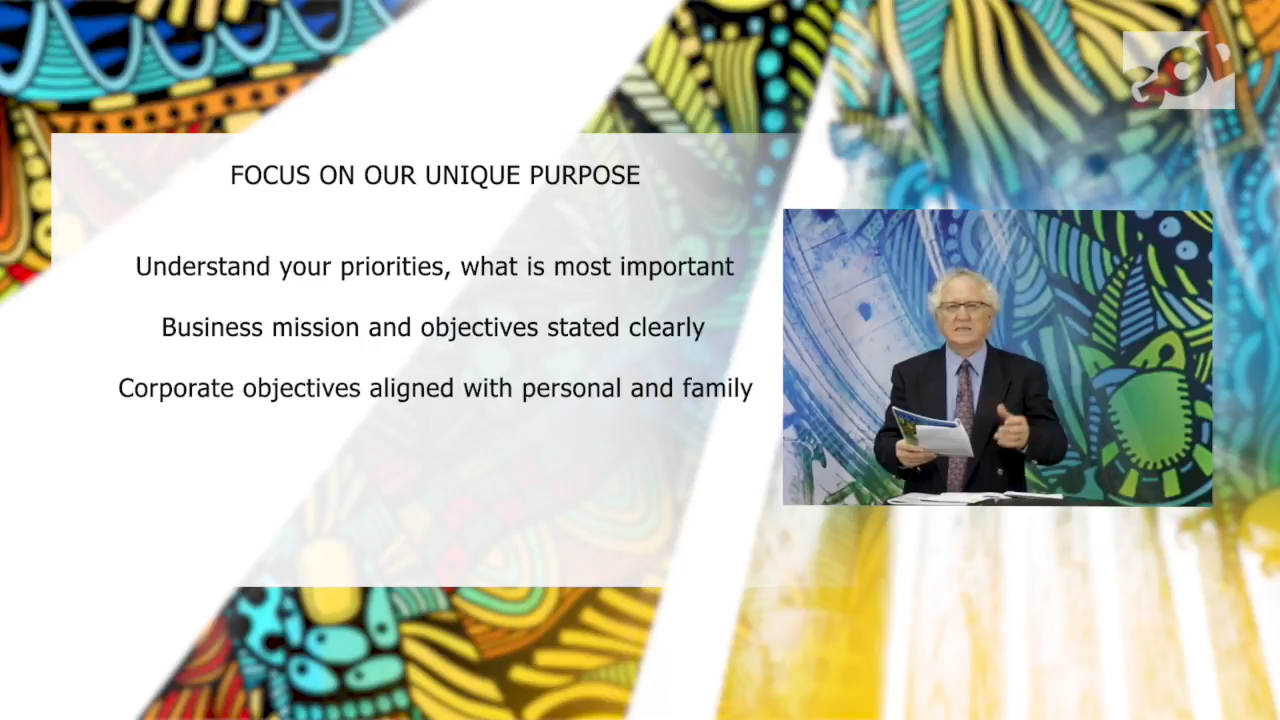 FOCUS ON OUR UNIQUE PURPOSE
Understand your priorities, what is most important
Business mission and objectives stated clearly
Corporate objectives aligned with personal and family